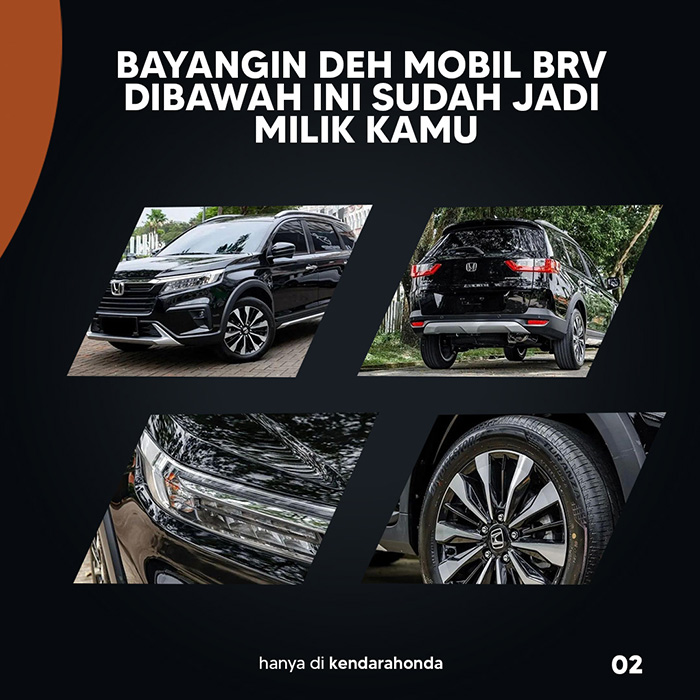 BAYANGIN DEH MOBIL BRV
DIBAWAH INI SUDAH JADI
MILIK KAMU
hanya di kendarahonda
02